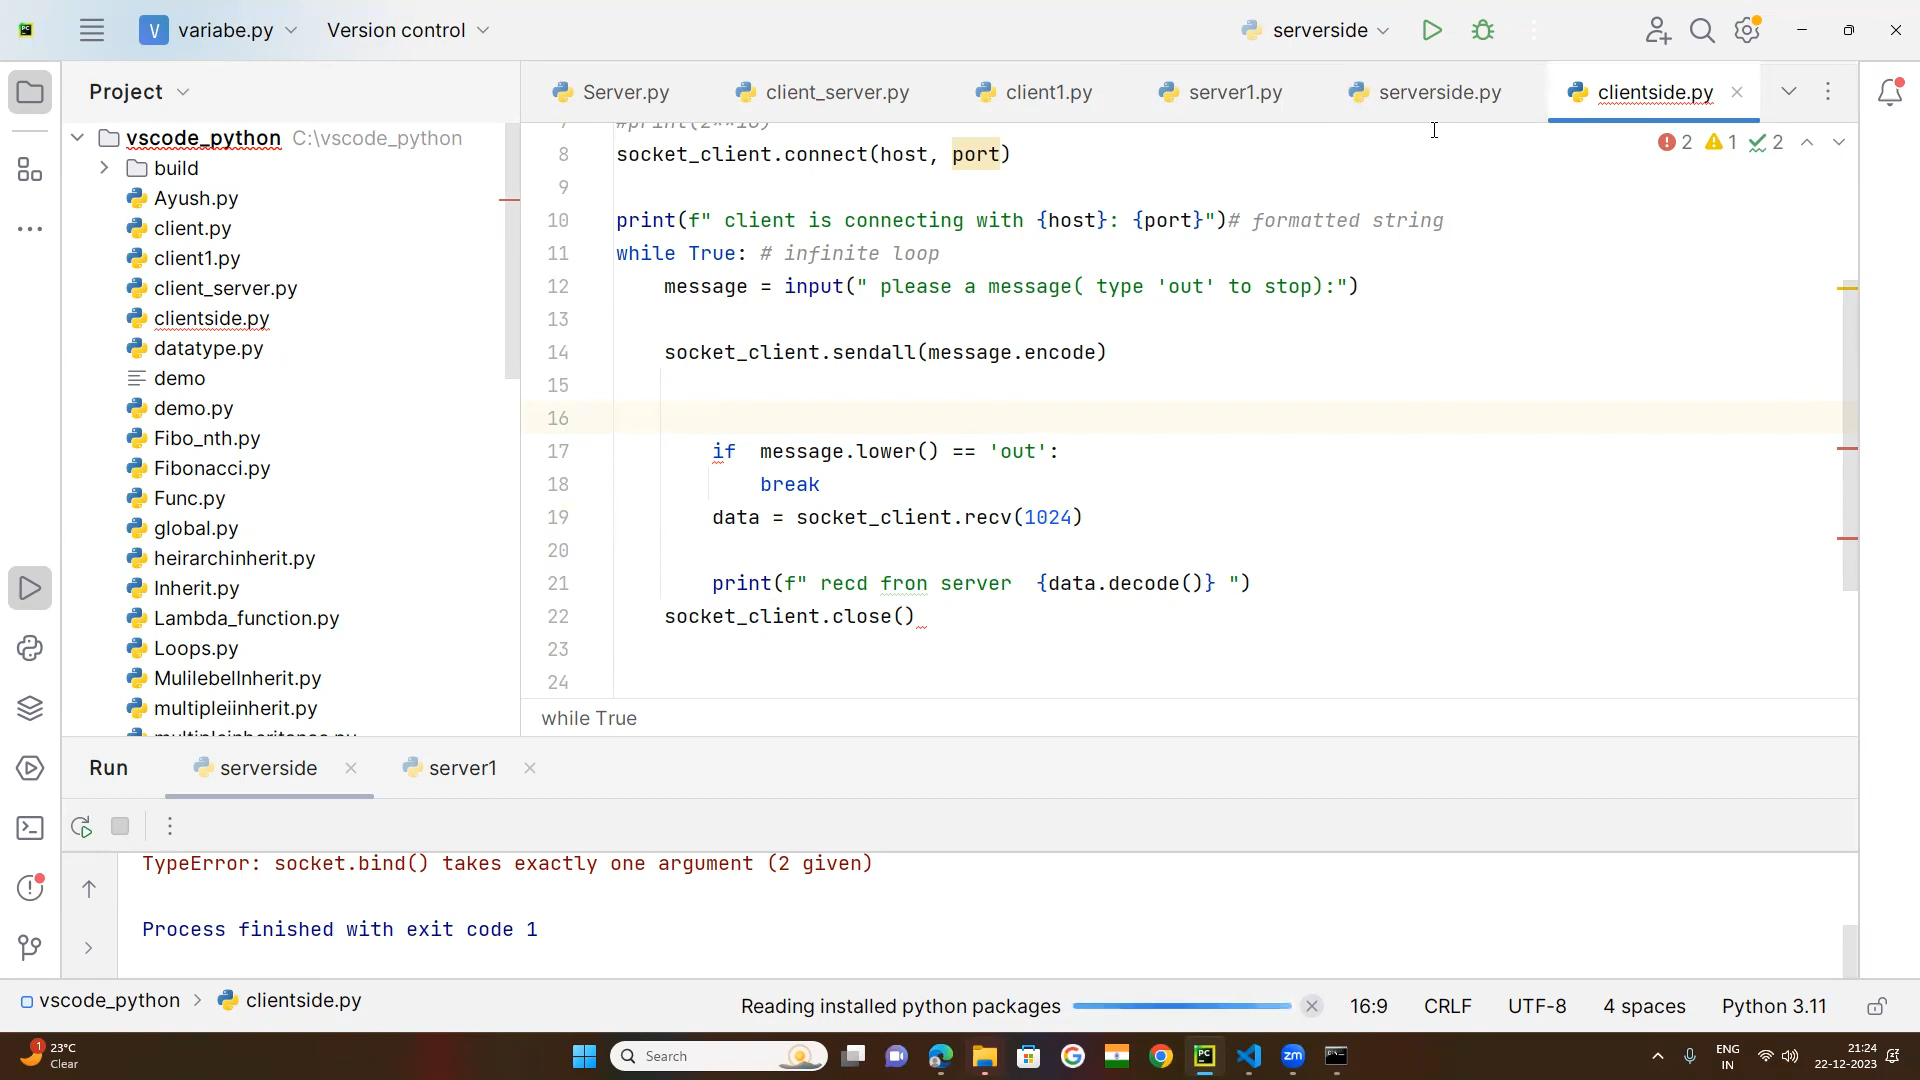 PC
V variabe.py
Version control
serverside
Project
Server.py
client_server.py
client1.py
server1.py
serverside.py
clientside.py
vscode_python C:\vscode_python
build
Ayush.py
client.py
client1.py
client_server.py
clientside.py
datatype.py
demo
demo.py
Fibo_nth.py
Fibonacci.py
Func.py
global.py
heirarchinherit.py
Inherit.py
Lambda_function.py
Loops.py
MulilebelInherit.py
multipleiinherit.py
2 1 2
7 #print(2**16)
8 socket_client.connect(host, port)
9
10 print(f" client is connecting with {host}: {port}")# formatted string
11 while True: # infinite loop
12 message = input(" please a message( type 'out' to stop):")
13
14 socket_client.sendall(message.encode)
15
16
17 if  message.lower() == 'out':
18 break
19 data = socket_client.recv(1024)
20
21 print(f" recd fron server  {data.decode()} ")
22 socket_client.close()
23
24
while True
Run
serverside
server1
TypeError: socket.bind() takes exactly one argument (2 given)
Process finished with exit code 1
vscode_python > clientside.py
Reading installed python packages
16:9
CRLF
UTF-8
4 spaces
Python 3.11
1
23°C
Clear
Search
PC
zm
ENG
IN
21:24
22-12-2023